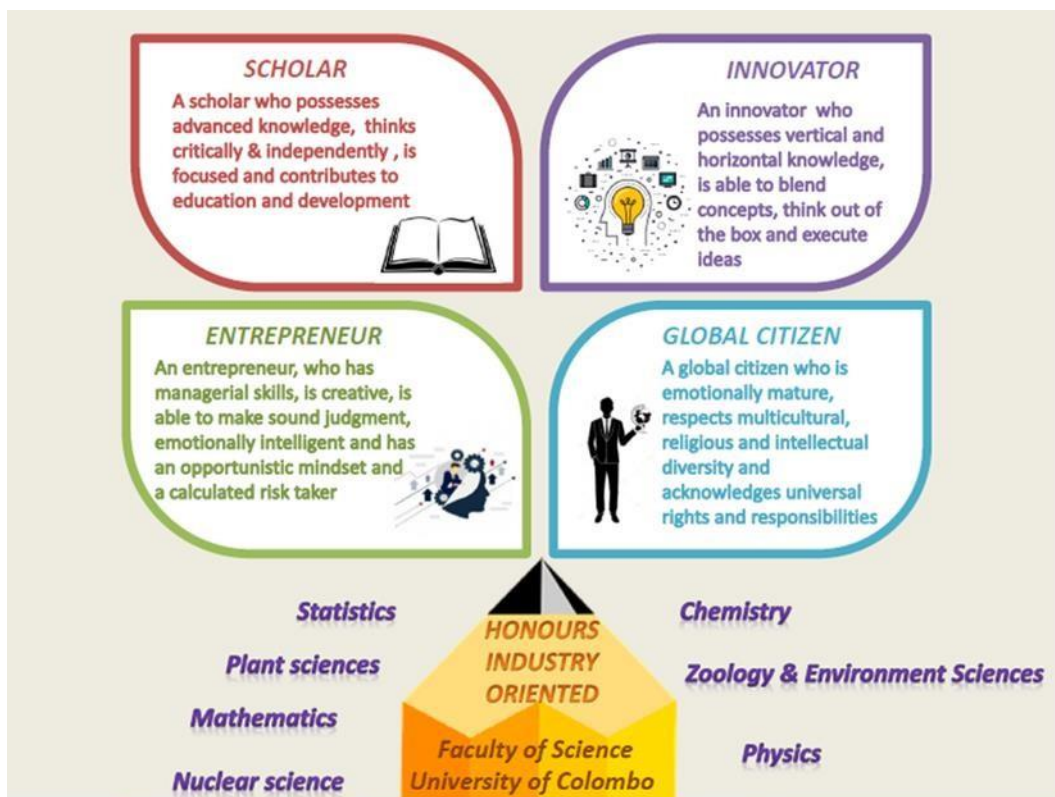 SCHOLAR
A scholar who possesses
advanced knowledge, thinks
critically & independently , is
focused and contributes to
education and development
INNOVATOR
An innovator who
possesses vertical and
horizontal knowledge,
is able to blend
concepts, think out of
the box and execute
ideas
ENTREPRENEUR
An entrepreneur, who has
managerial skills, is creative, is
able to make sound judgment,
emotionally intelligent and has
an opportunistic mindset and
a calculated risk taker
GLOBAL CITIZEN
A global citizen who is
emotionally mature,
respects multicultural,
religious and intellectual
diversity and
acknowledges universal
rights and responsibilities
Statistics
Plant sciences
Mathematics
Nuclear science
HONOURS
INDUSTRY
ORIENTED
Faculty of Science
University of Colombo
Chemistry
Zoology & Environment Sciences
Physics